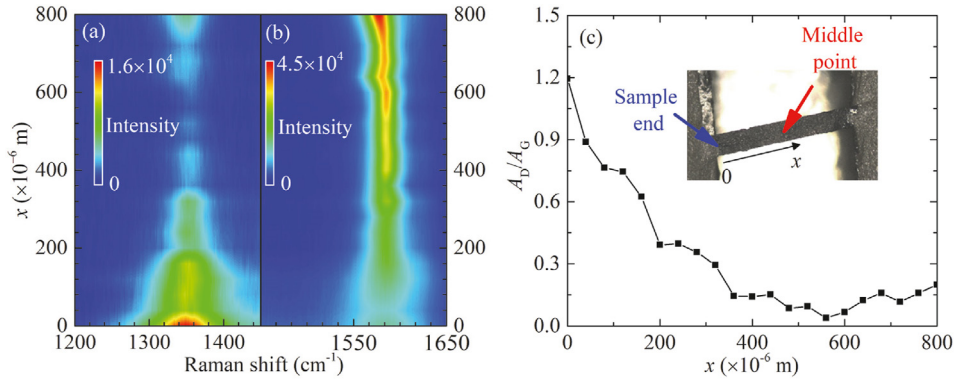 (a)
(b)
(c)
800
600
400
200
0
x (×10⁻⁶ m)
1.6×10⁴
Intensity
0
4.5×10⁴
Intensity
0
800
600
400
200
0
1200
1300
1400
1550
1600
1650
Raman shift (cm⁻¹)
1.5
1.2
0.9
0.6
0.3
0.0
A_D/A_G
Middle
point
Sample
end
0
x
0
200
400
600
800
x (×10⁻⁶ m)